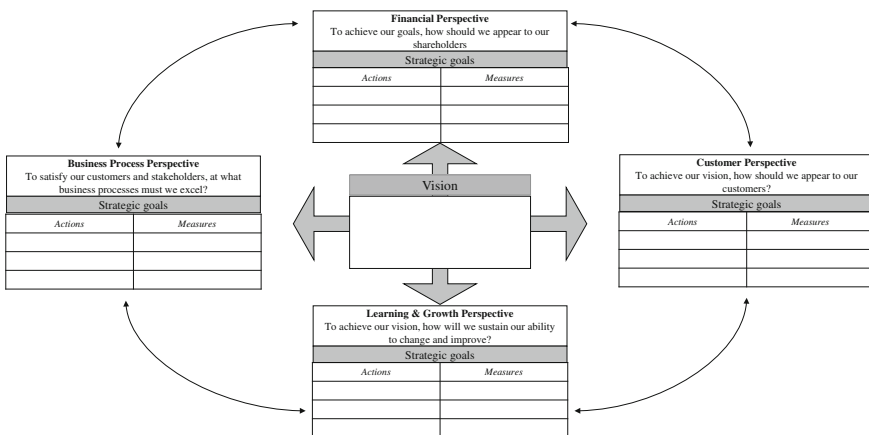 Financial Perspective
To achieve our goals, how should we appear to our
shareholders
Strategic goals
Actions Measures
Business Process Perspective
To satisfy our customers and stakeholders, at what
business processes must we excel?
Strategic goals
Actions Measures
Vision
Customer Perspective
To achieve our vision, how should we appear to our
customers?
Strategic goals
Actions Measures
Learning & Growth Perspective
To achieve our vision, how will we sustain our ability
to change and improve?
Strategic goals
Actions Measures